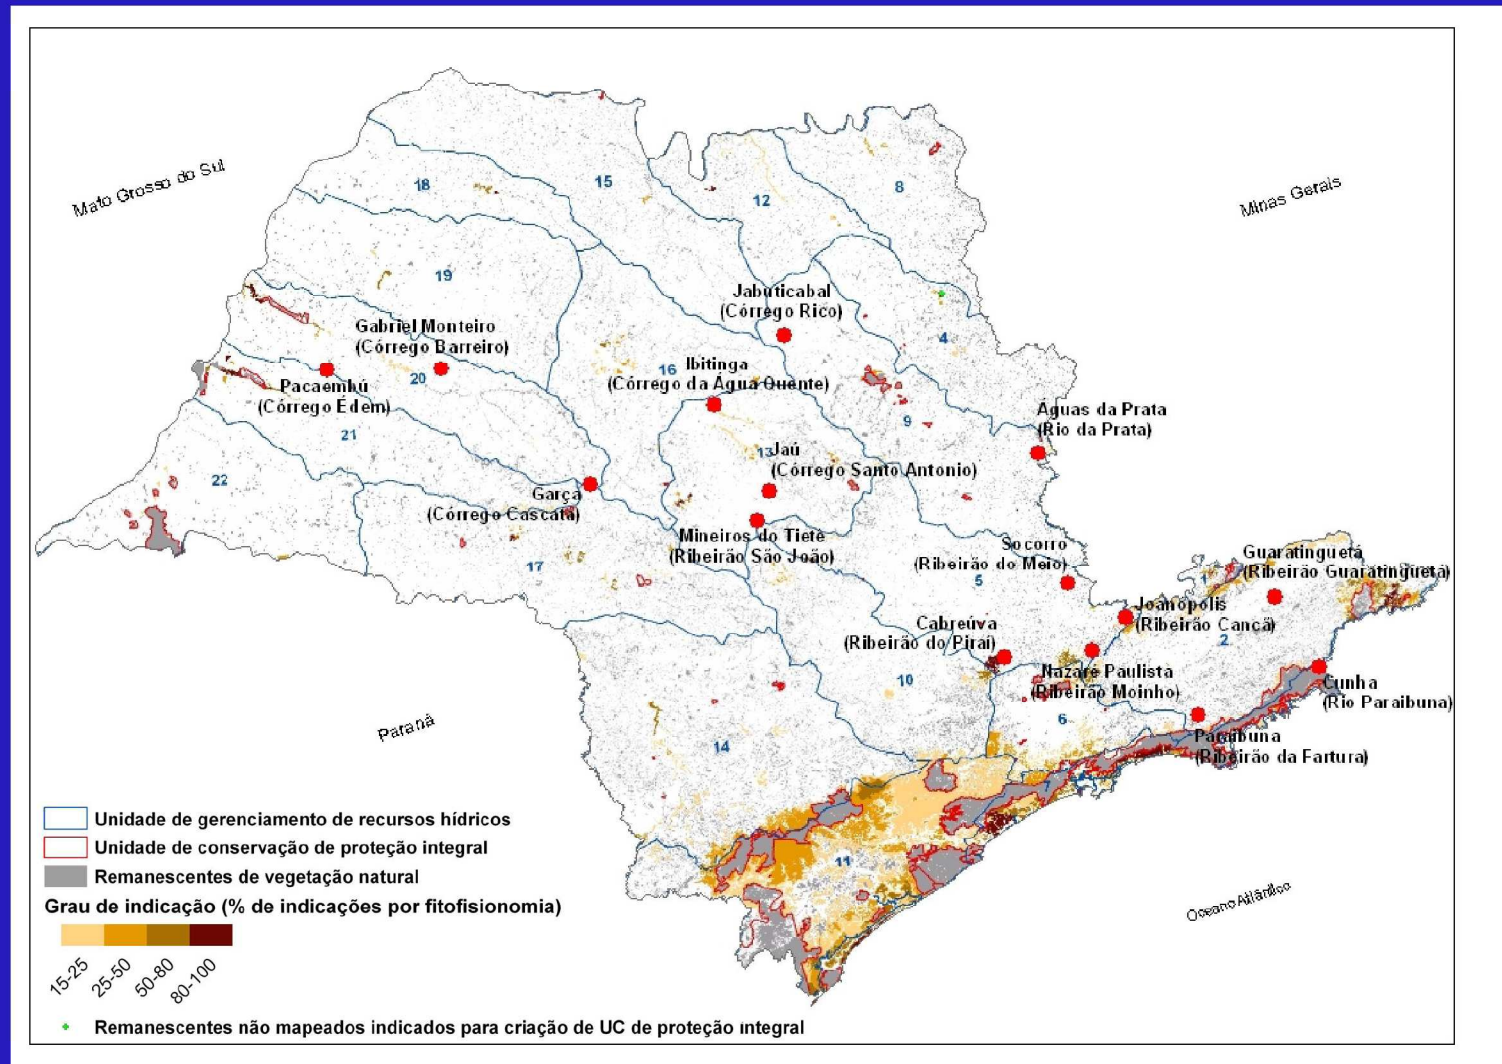 Mato Grosso do Sul
Minas Gerais
18
15
12
8
19
Jabuticabal
(Córrego Rico)
4
Gabriel Monteiro
(Córrego Barreiro)
16
Ibitinga
(Córrego da Água Quente)
20
Pacaembú
(Córrego Édem)
Águas da Prata
(Rio da Prata)
9
21
13
Jaú
(Córrego Santo Antonio)
22
Garça
(Córrego Cascata)
Mineiros do Tietê
(Ribeirão São João)
17
Socorro
(Ribeirão do Meio)
5
1
Guaratinguetá
(Ribeirão Guaratinguetá)
Joanópolis
(Ribeirão Cancã)
2
Cabreúva
(Ribeirão do Piraí)
10
Nazaré Paulista
(Ribeirão Moinho)
Cunha
(Rio Paraibuna)
6
Paraná
14
Paraibuna
(Ribeirão da Fartura)
7
11
Oceano Atlântico
Unidade de gerenciamento de recursos hídricos
Unidade de conservação de proteção integral
Remanescentes de vegetação natural
Grau de indicação (% de indicações por fitofisionomia)
15-25
25-50
50-80
80-100
Remanescentes não mapeados indicados para criação de UC de proteção integral